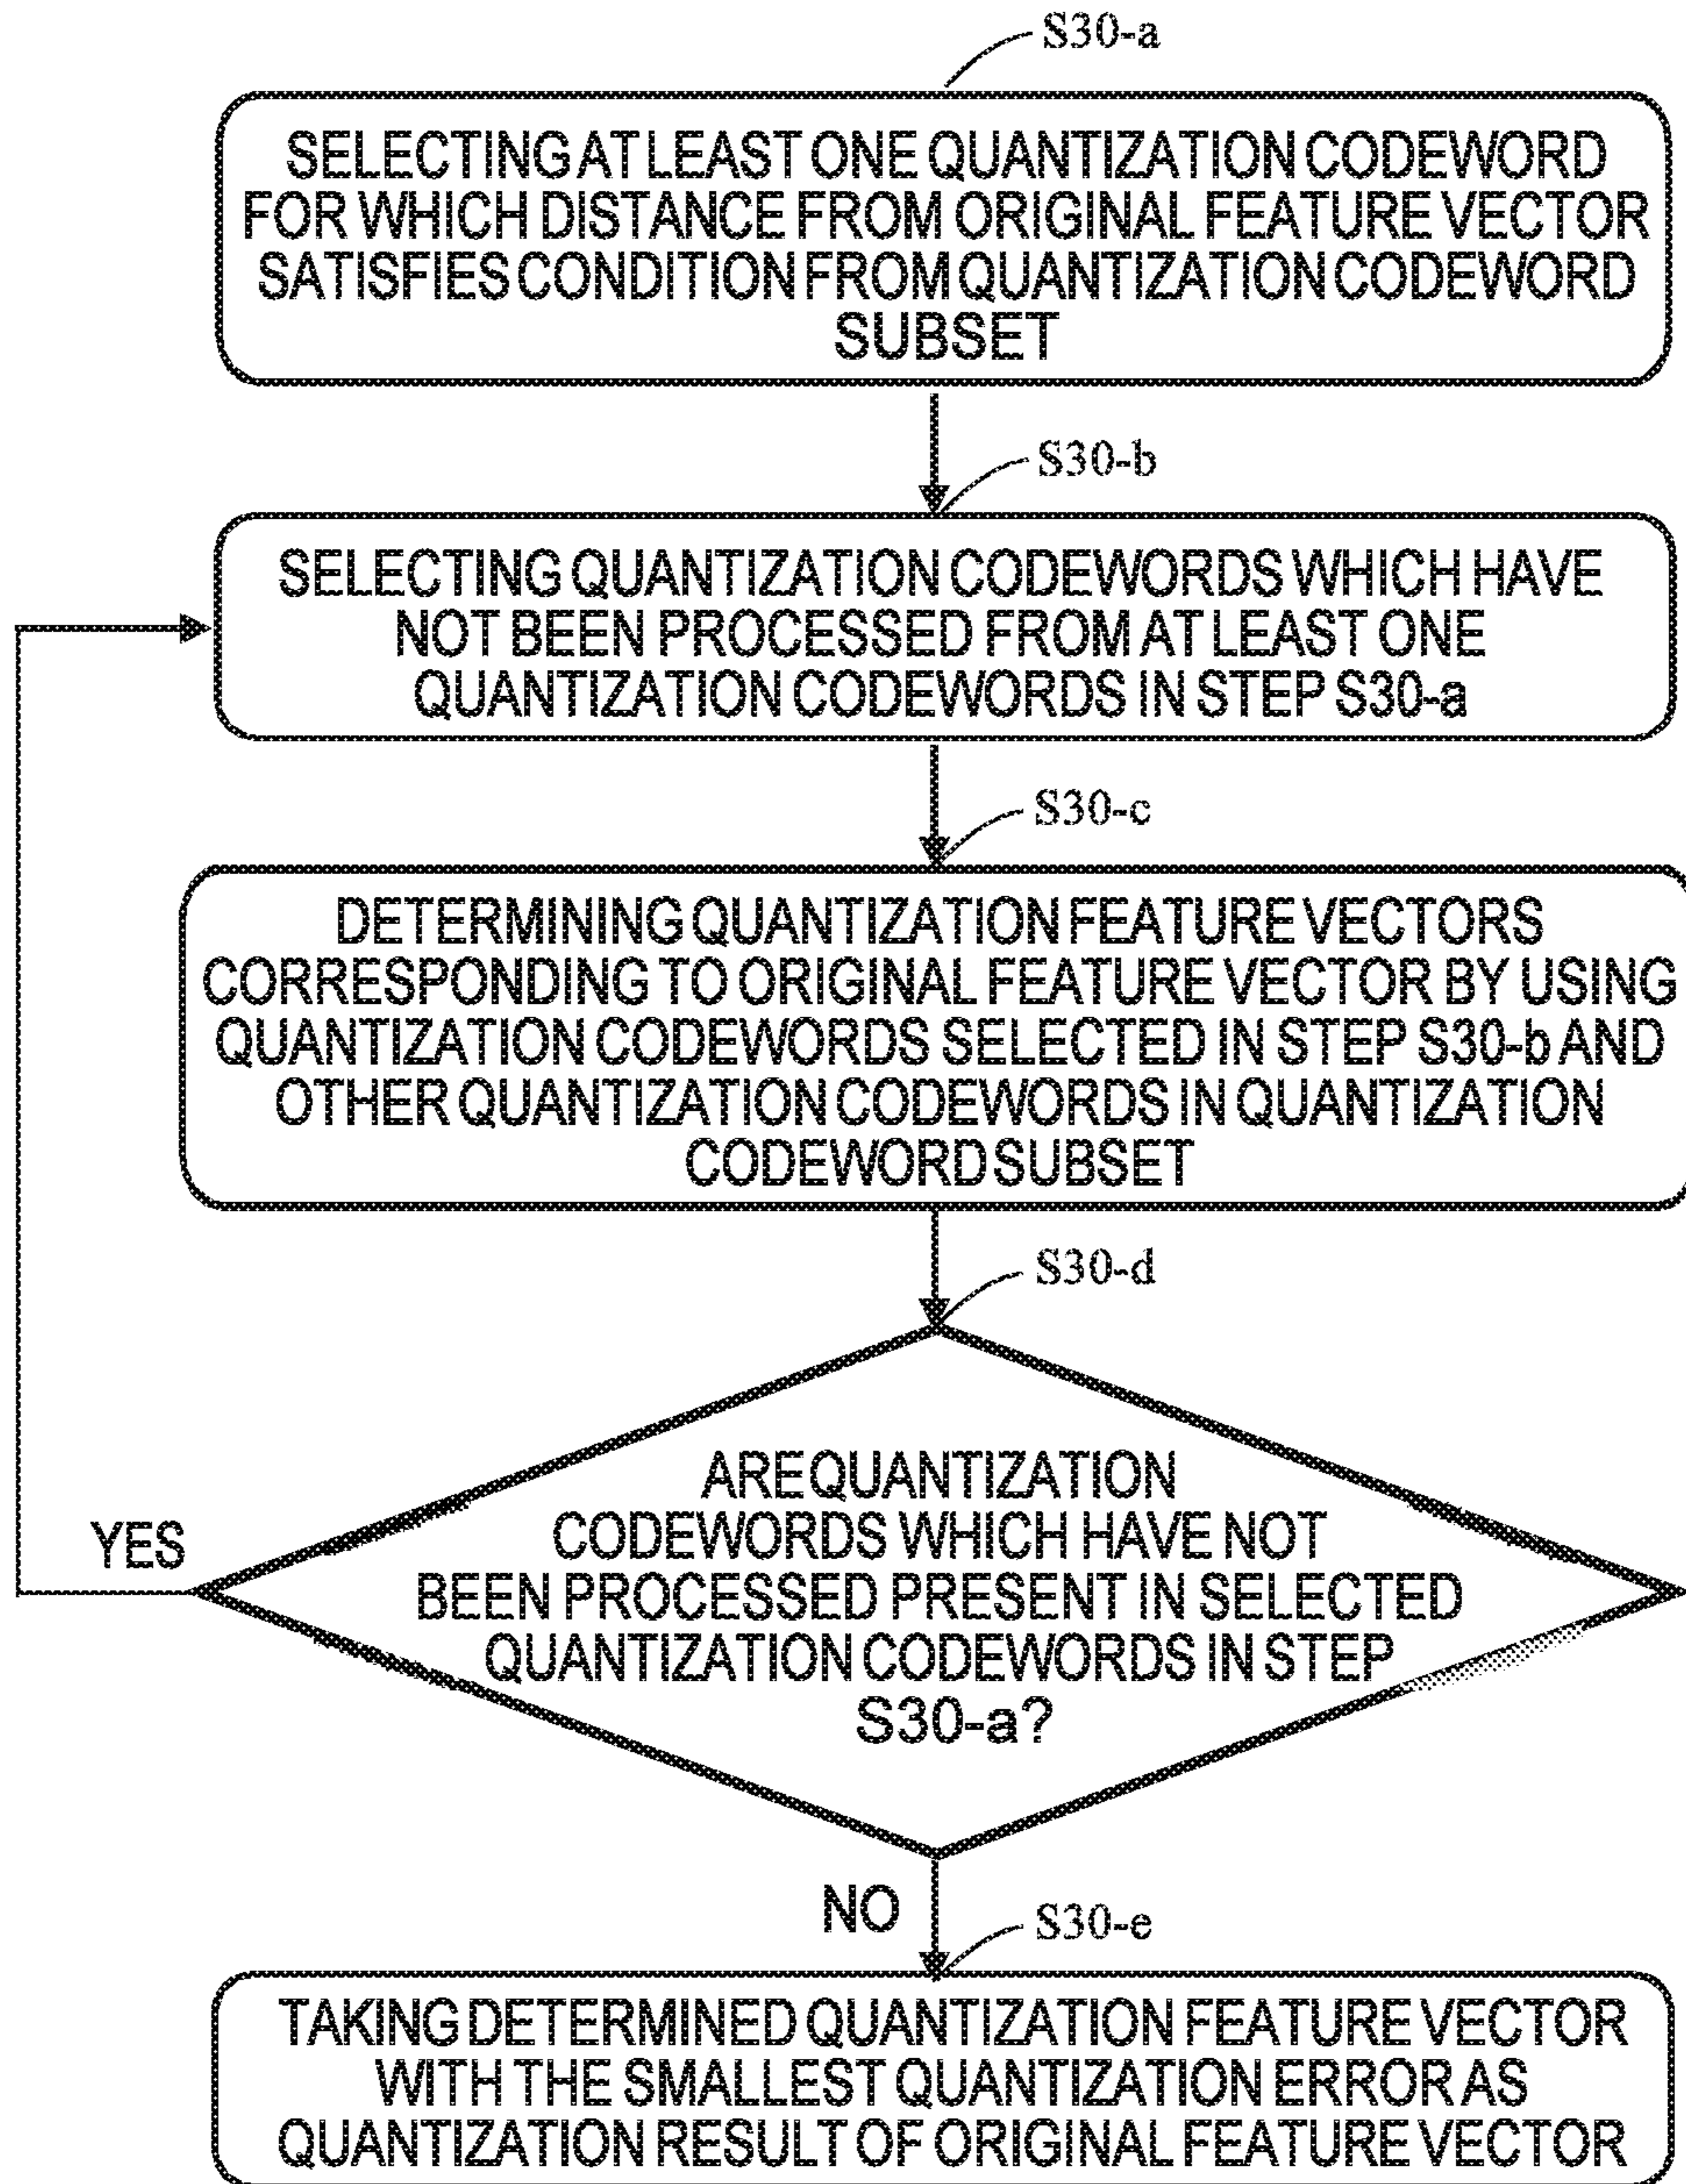 S30-a
SELECTING AT LEAST ONE QUANTIZATION CODEWORD
FOR WHICH DISTANCE FROM ORIGINAL FEATURE VECTOR
SATISFIES CONDITION FROM QUANTIZATION CODEWORD
SUBSET
S30-b
SELECTING QUANTIZATION CODEWORDS WHICH HAVE
NOT BEEN PROCESSED FROM AT LEAST ONE
QUANTIZATION CODEWORDS IN STEP S30-a
S30-c
DETERMINING QUANTIZATION FEATURE VECTORS
CORRESPONDING TO ORIGINAL FEATURE VECTOR BY USING
QUANTIZATION CODEWORDS SELECTED IN STEP S30-b AND
OTHER QUANTIZATION CODEWORDS IN QUANTIZATION
CODEWORD SUBSET
S30-d
ARE QUANTIZATION
CODEWORDS WHICH HAVE NOT
BEEN PROCESSED PRESENT IN SELECTED
QUANTIZATION CODEWORDS IN STEP
S30-a?
YES
NO
S30-e
TAKING DETERMINED QUANTIZATION FEATURE VECTOR
WITH THE SMALLEST QUANTIZATION ERROR AS
QUANTIZATION RESULT OF ORIGINAL FEATURE VECTOR